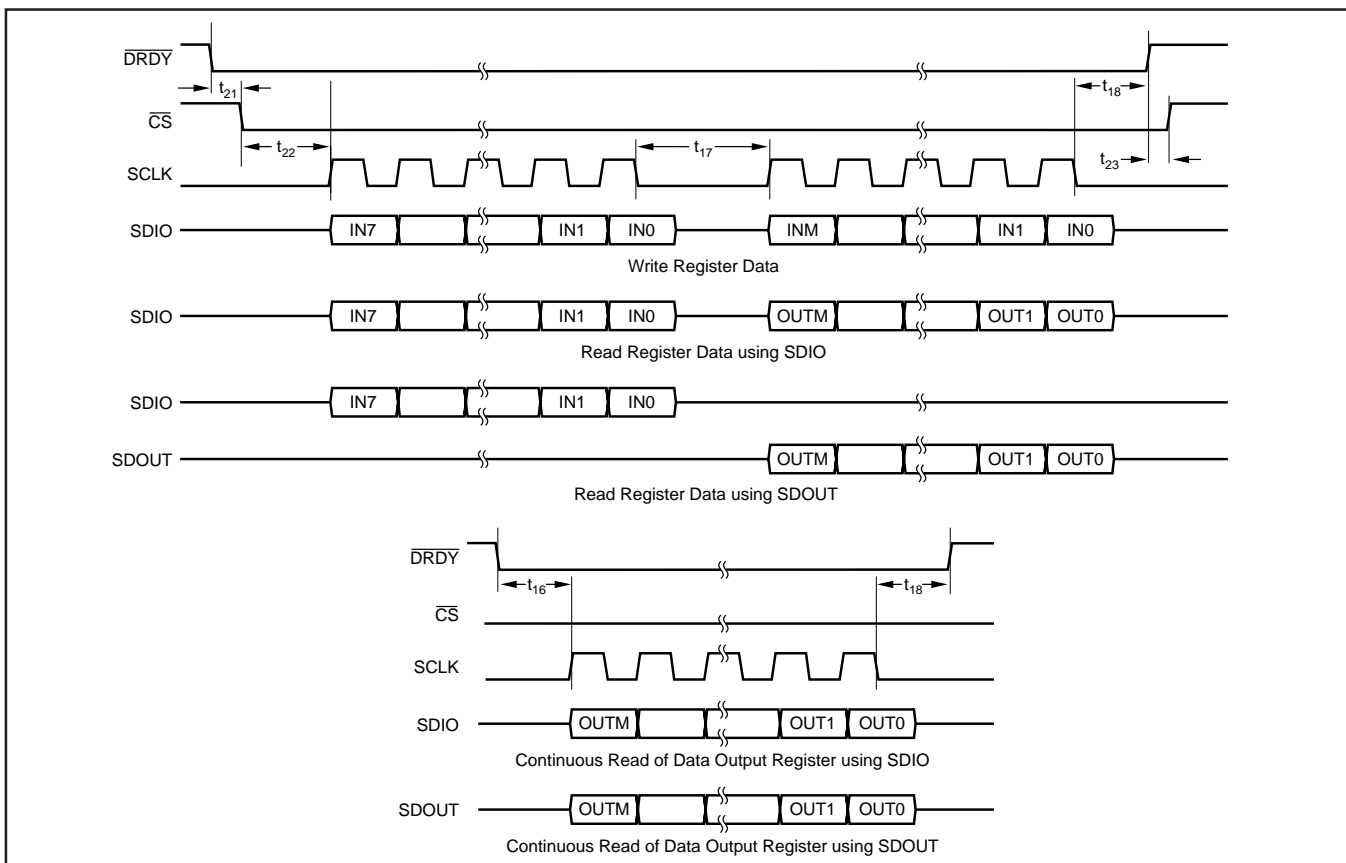 DRDY
t21
t18
CS
t22
t17
t23
SCLK
SDIO IN7 IN1 IN0 INM IN1 IN0
Write Register Data
SDIO IN7 IN1 IN0 OUTM OUT1 OUT0
Read Register Data using SDIO
SDIO IN7 IN1 IN0
SDOUT OUTM OUT1 OUT0
Read Register Data using SDOUT
DRDY
t16 t18
CS
SCLK
SDIO OUTM OUT1 OUT0
Continuous Read of Data Output Register using SDIO
SDOUT OUTM OUT1 OUT0
Continuous Read of Data Output Register using SDOUT